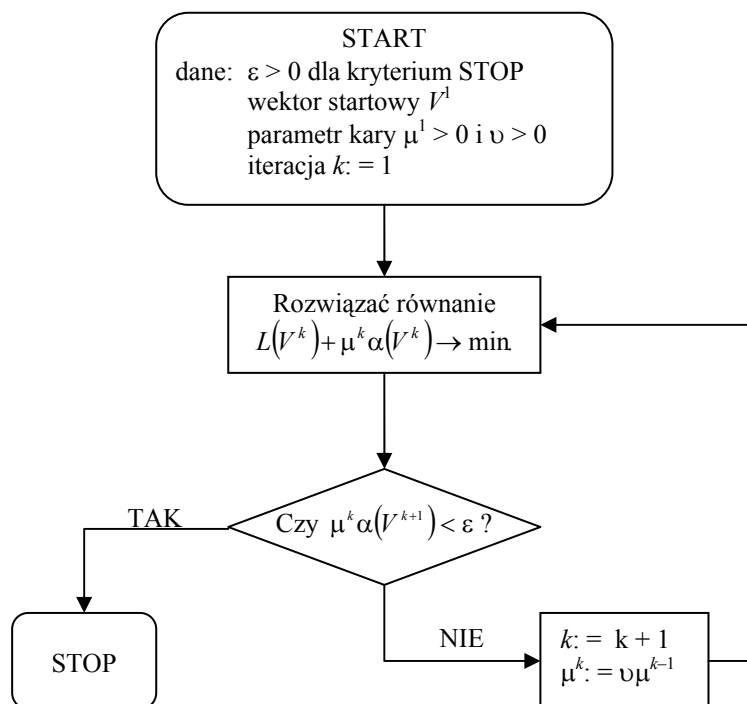 START
dane: ε > 0 dla kryterium STOP
wektor startowy V¹
parametr kary μ¹ > 0 i υ > 0
iteracja k: = 1
Rozwiązać równanie
L(Vᵏ) + μᵏα(Vᵏ) → min.
Czy μᵏα(Vᵏ⁺¹) < ε ?
TAK
NIE
STOP
k: = k + 1
μᵏ: = υμᵏ⁻¹